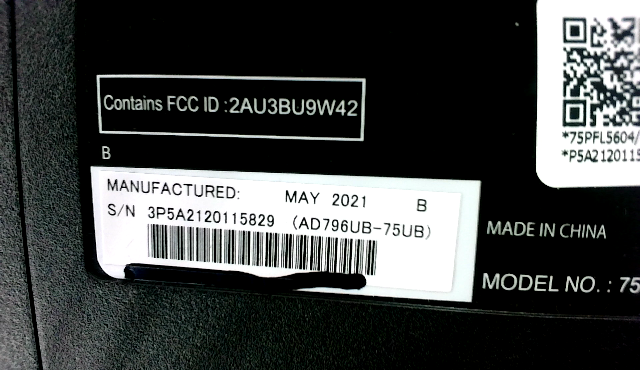 Contains FCC ID :2AU3BU9W42
B
MANUFACTURED: MAY 2021 B
S/N 3P5A2120115829 (AD796UB-75UB)
*75PFL5604/
*P5A2120115
MADE IN CHINA
MODEL NO. : 75